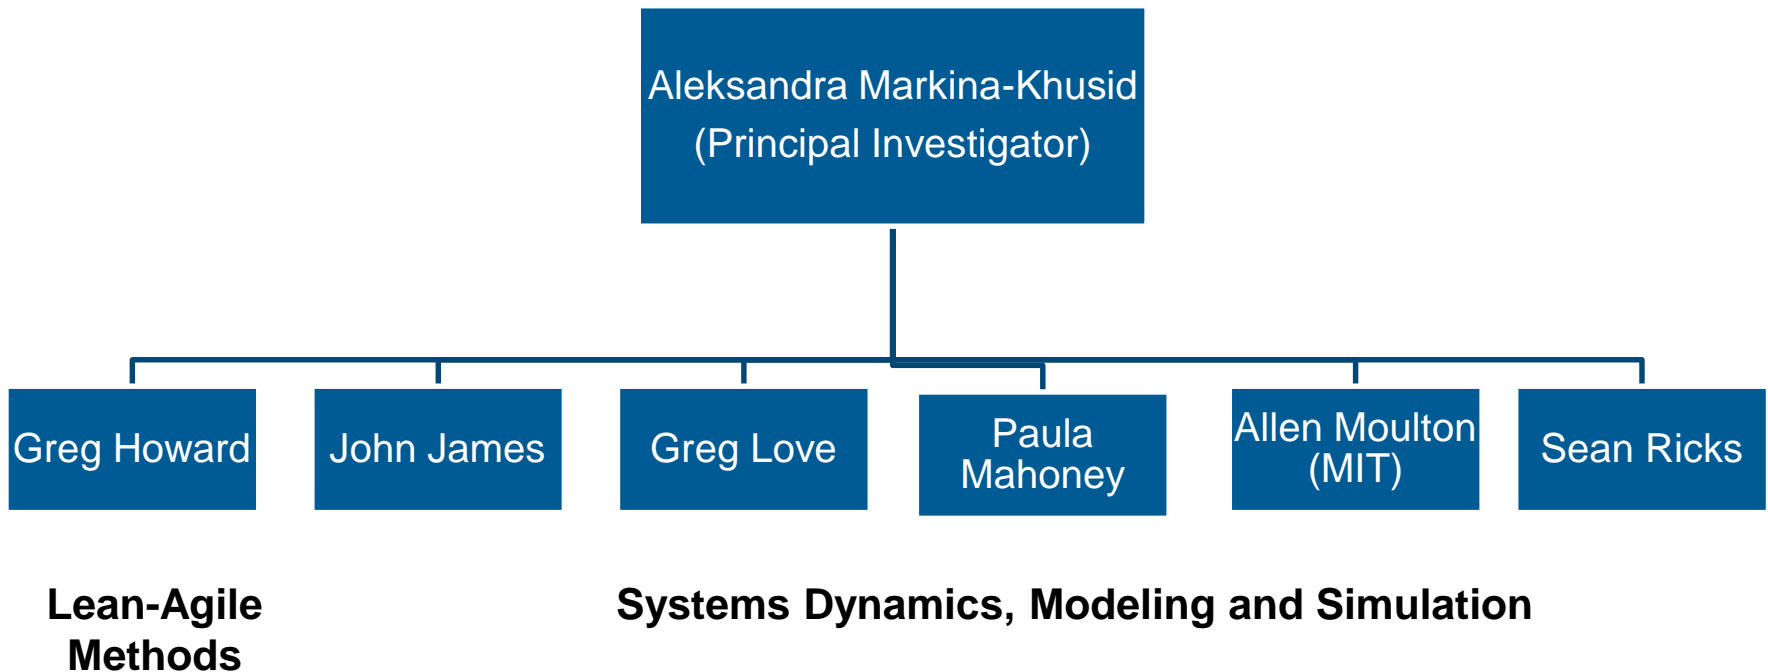 Aleksandra Markina-Khusid
(Principal Investigator)
Greg Howard
John James
Greg Love
Paula
Mahoney
Allen Moulton
(MIT)
Sean Ricks
Lean-Agile
Methods
Systems Dynamics, Modeling and Simulation